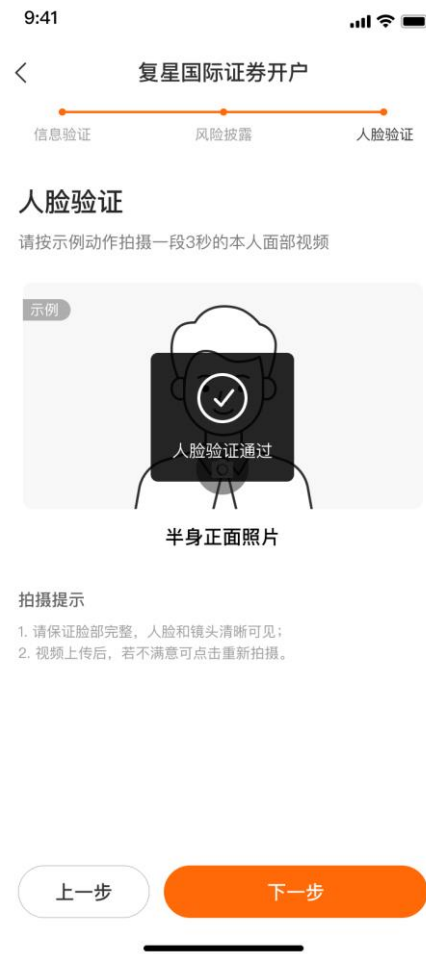 9:41
复星国际证券开户
信息验证
风险披露
人脸验证
人脸验证
请按示例动作拍摄一段3秒的本人面部视频
示例
人脸验证通过
半身正面照片
拍摄提示
1. 请保证脸部完整，人脸和镜头清晰可见；
2. 视频上传后，若不满意可点击重新拍摄。
上一步
下一步